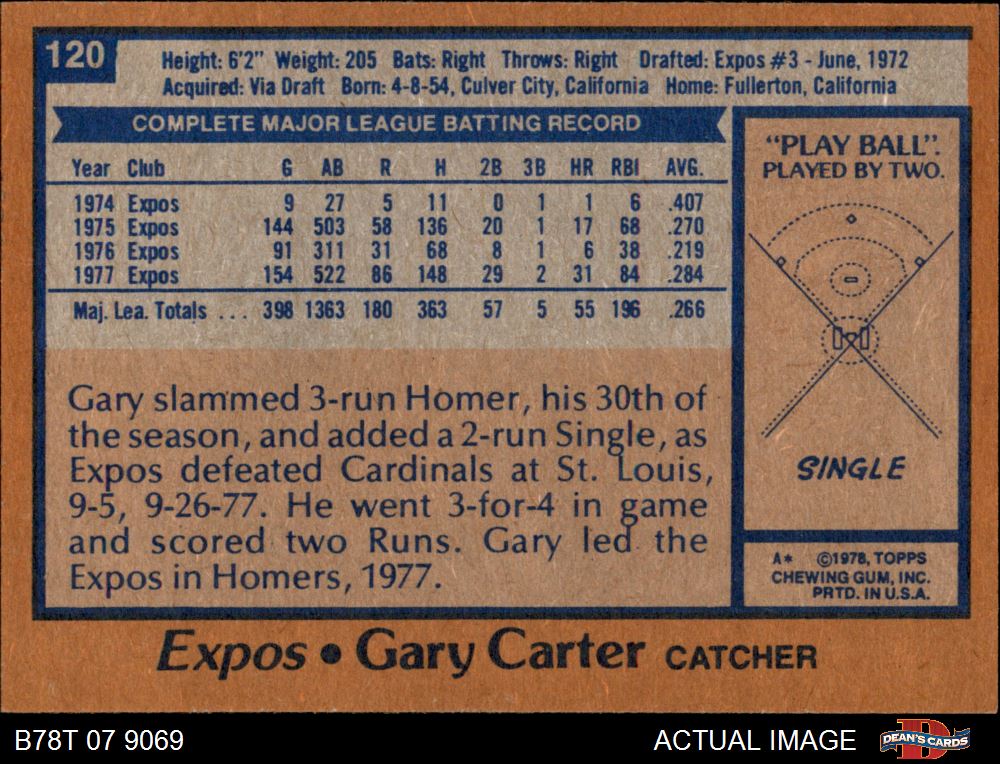 120
Height: 6'2" Weight: 205 Bats: Right Throws: Right Drafted: Expos #3 - June, 1972
Acquired: Via Draft Born: 4-8-54, Culver City, California Home: Fullerton, California
COMPLETE MAJOR LEAGUE BATTING RECORD
Year Club G AB R H 2B 3B HR RBI AVG.
1974 Expos 9 27 5 11 0 1 1 6 .407
1975 Expos 144 503 58 136 20 1 17 68 .270
1976 Expos 91 311 31 68 8 1 6 38 .219
1977 Expos 154 522 86 148 29 2 31 84 .284
Maj. Lea. Totals ... 398 1363 180 363 57 5 55 196 .266
Gary slammed 3-run Homer, his 30th of
the season, and added a 2-run Single, as
Expos defeated Cardinals at St. Louis,
9-5, 9-26-77. He went 3-for-4 in game
and scored two Runs. Gary led the
Expos in Homers, 1977.
"PLAY BALL".
PLAYED BY TWO.
SINGLE
A* ©1978, TOPPS
CHEWING GUM, INC.
PRTD. IN U.S.A.
Expos • Gary Carter CATCHER
B78T 07 9069
ACTUAL IMAGE
D
DEAN'S CARDS